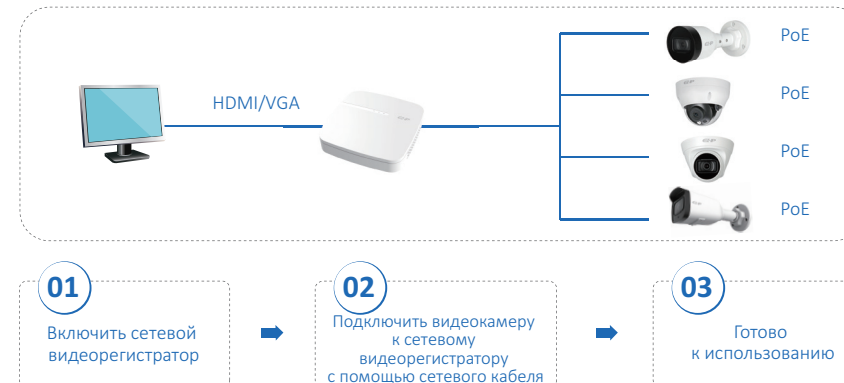 HDMI/VGA
PoE
PoE
PoE
PoE
01
Включить сетевой
видеорегистратор
02
Подключить видеокамеру
к сетевому
видеорегистратору
с помощью сетевого кабеля
03
Готово
к использованию